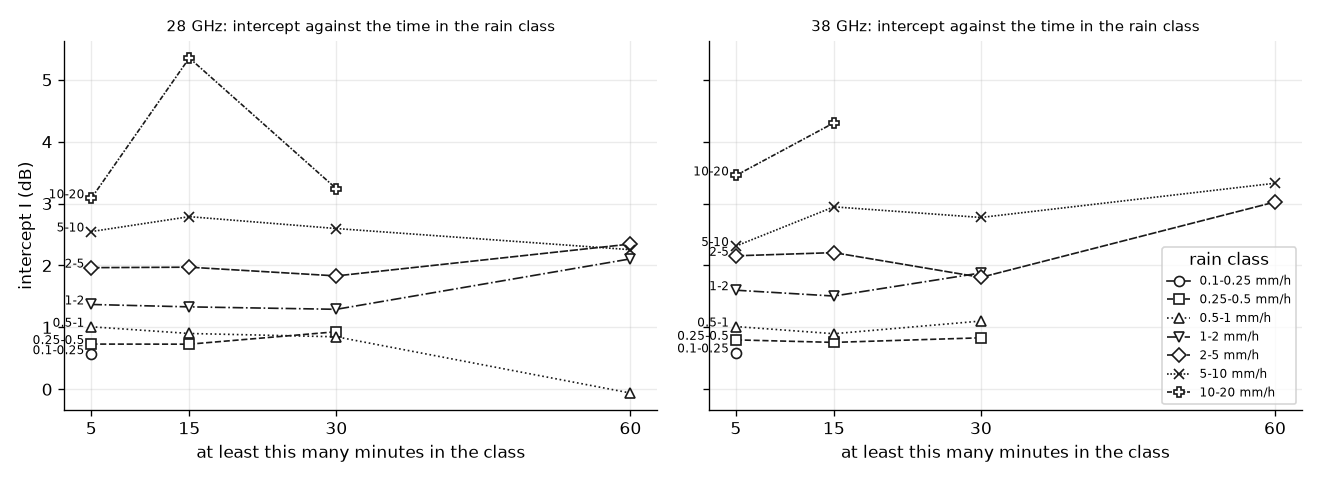 28 GHz: intercept against the time in the rain class
intercept I (dB)
5
4
3
2
1
0
10-20
5-10
2-5
1-2
0.5-1
0.25-0.5
0.1-0.25
5
15
30
60
at least this many minutes in the class
38 GHz: intercept against the time in the rain class
10-20
5-10
2-5
1-2
0.5-1
0.25-0.5
0.1-0.25
rain class
0.1-0.25 mm/h
0.25-0.5 mm/h
0.5-1 mm/h
1-2 mm/h
2-5 mm/h
5-10 mm/h
10-20 mm/h
5
15
30
60
at least this many minutes in the class